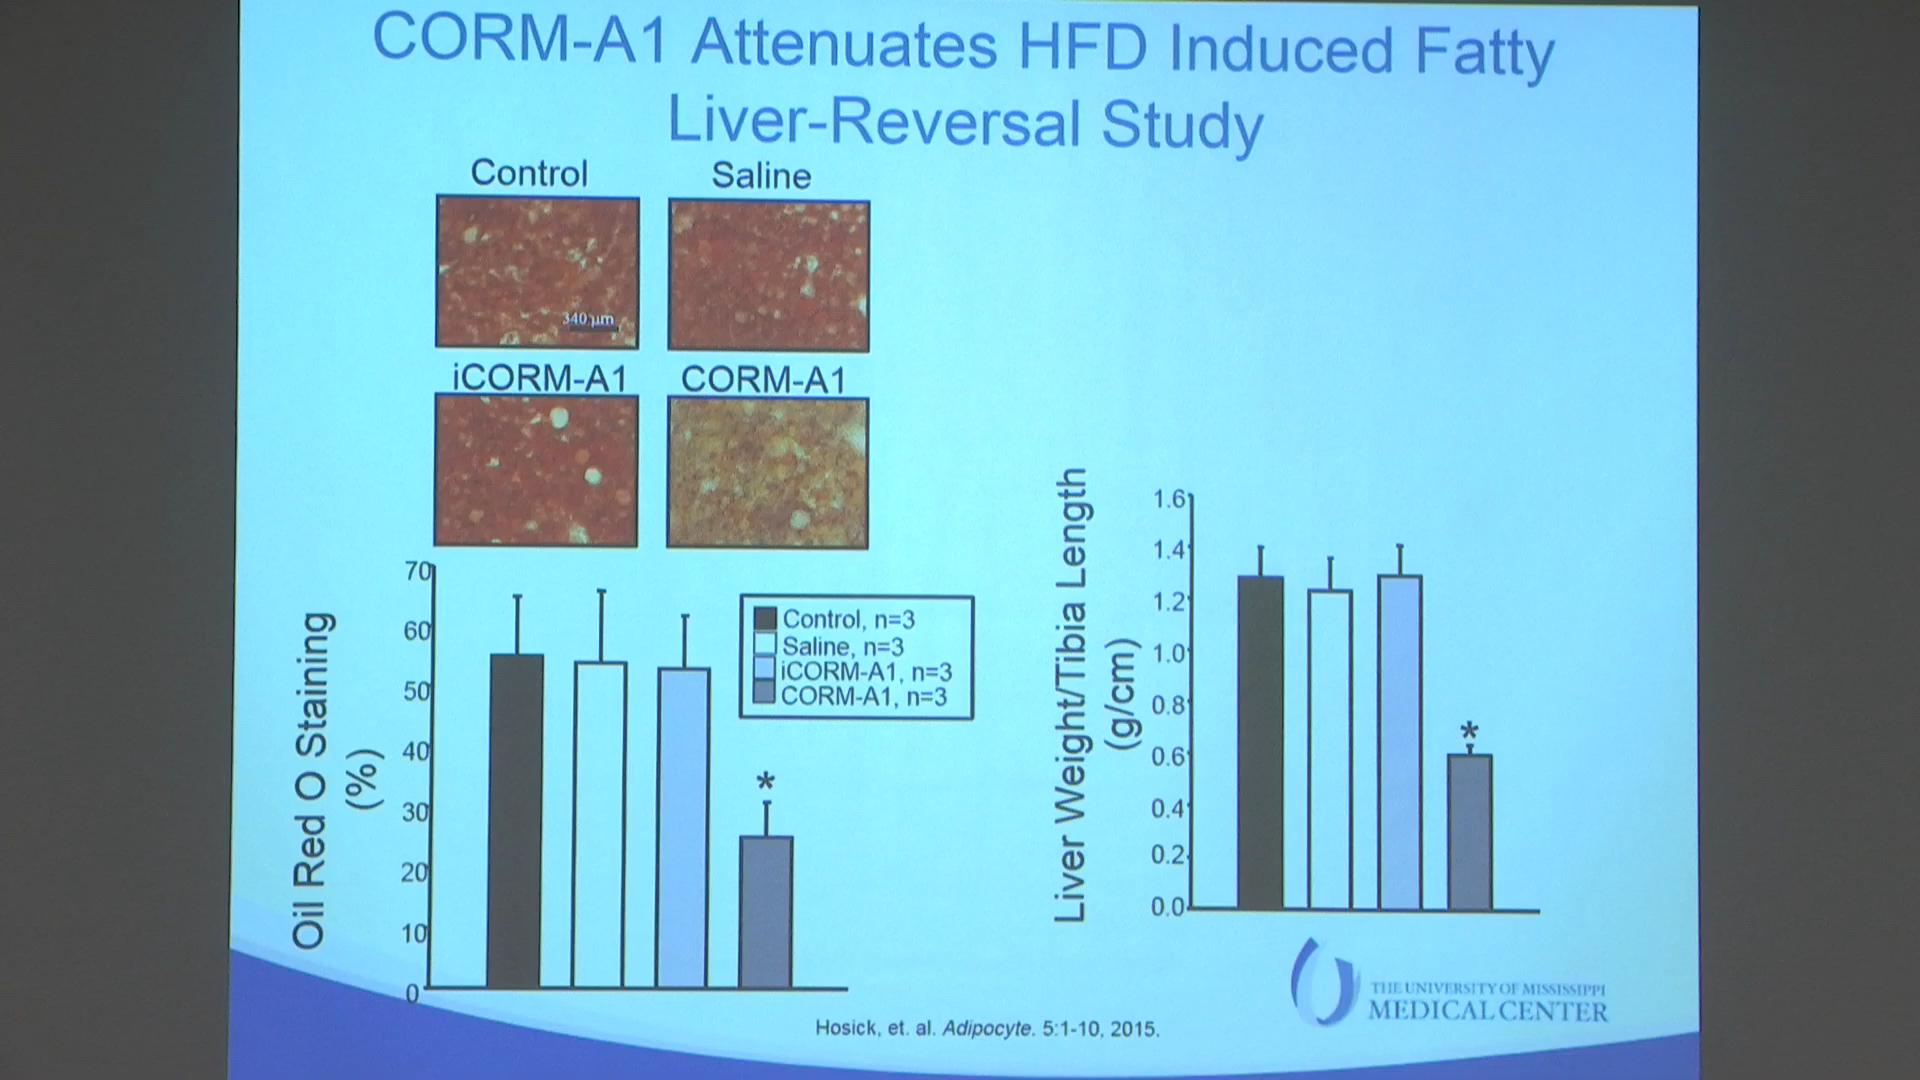 CORM-A1 Attenuates HFD Induced Fatty
Liver-Reversal Study
Control
Saline
340 µm
iCORM-A1
CORM-A1
Oil Red O Staining
(%)
70
60
50
40
30
20
10
0
*
Control, n=3
Saline, n=3
iCORM-A1, n=3
CORM-A1, n=3
Liver Weight/Tibia Length
(g/cm)
1.6
1.4
1.2
1.0
0.8
0.6
0.4
0.2
0.0
*
THE UNIVERSITY OF MISSISSIPPI
MEDICAL CENTER
Hosick, et. al. Adipocyte. 5:1-10, 2015.